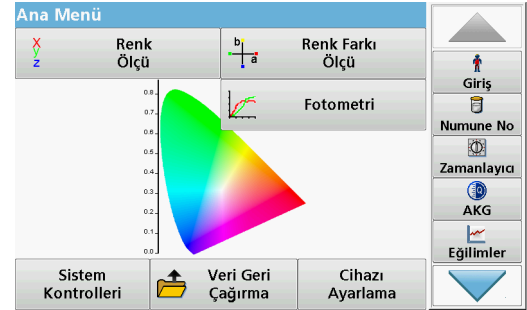 Ana Menü
X
Y
Z
Renk
Ölçü
b
a
Renk Farkı
Ölçü
Fotometri
0.8
0.7
0.6
0.5
0.4
0.3
0.2
0.1
0.0
Sistem
Kontrolleri
Veri Geri
Çağırma
Cihazı
Ayarlama
Giriş
Numune No
Zamanlayıcı
AKG
Eğilimler